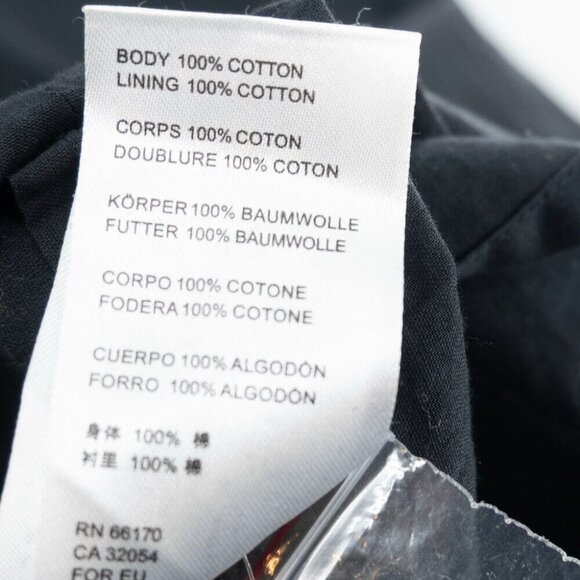 BODY 100% COTTON
LINING 100% COTTON
CORPS 100% COTON
DOUBLURE 100% COTON
KÖRPER 100% BAUMWOLLE
FUTTER 100% BAUMWOLLE
CORPO 100% COTONE
FODERA 100% COTONE
CUERPO 100% ALGODÓN
FORRO 100% ALGODÓN
身体 100% 棉
衬里 100% 棉
RN 66170
CA 32054
FOR EU